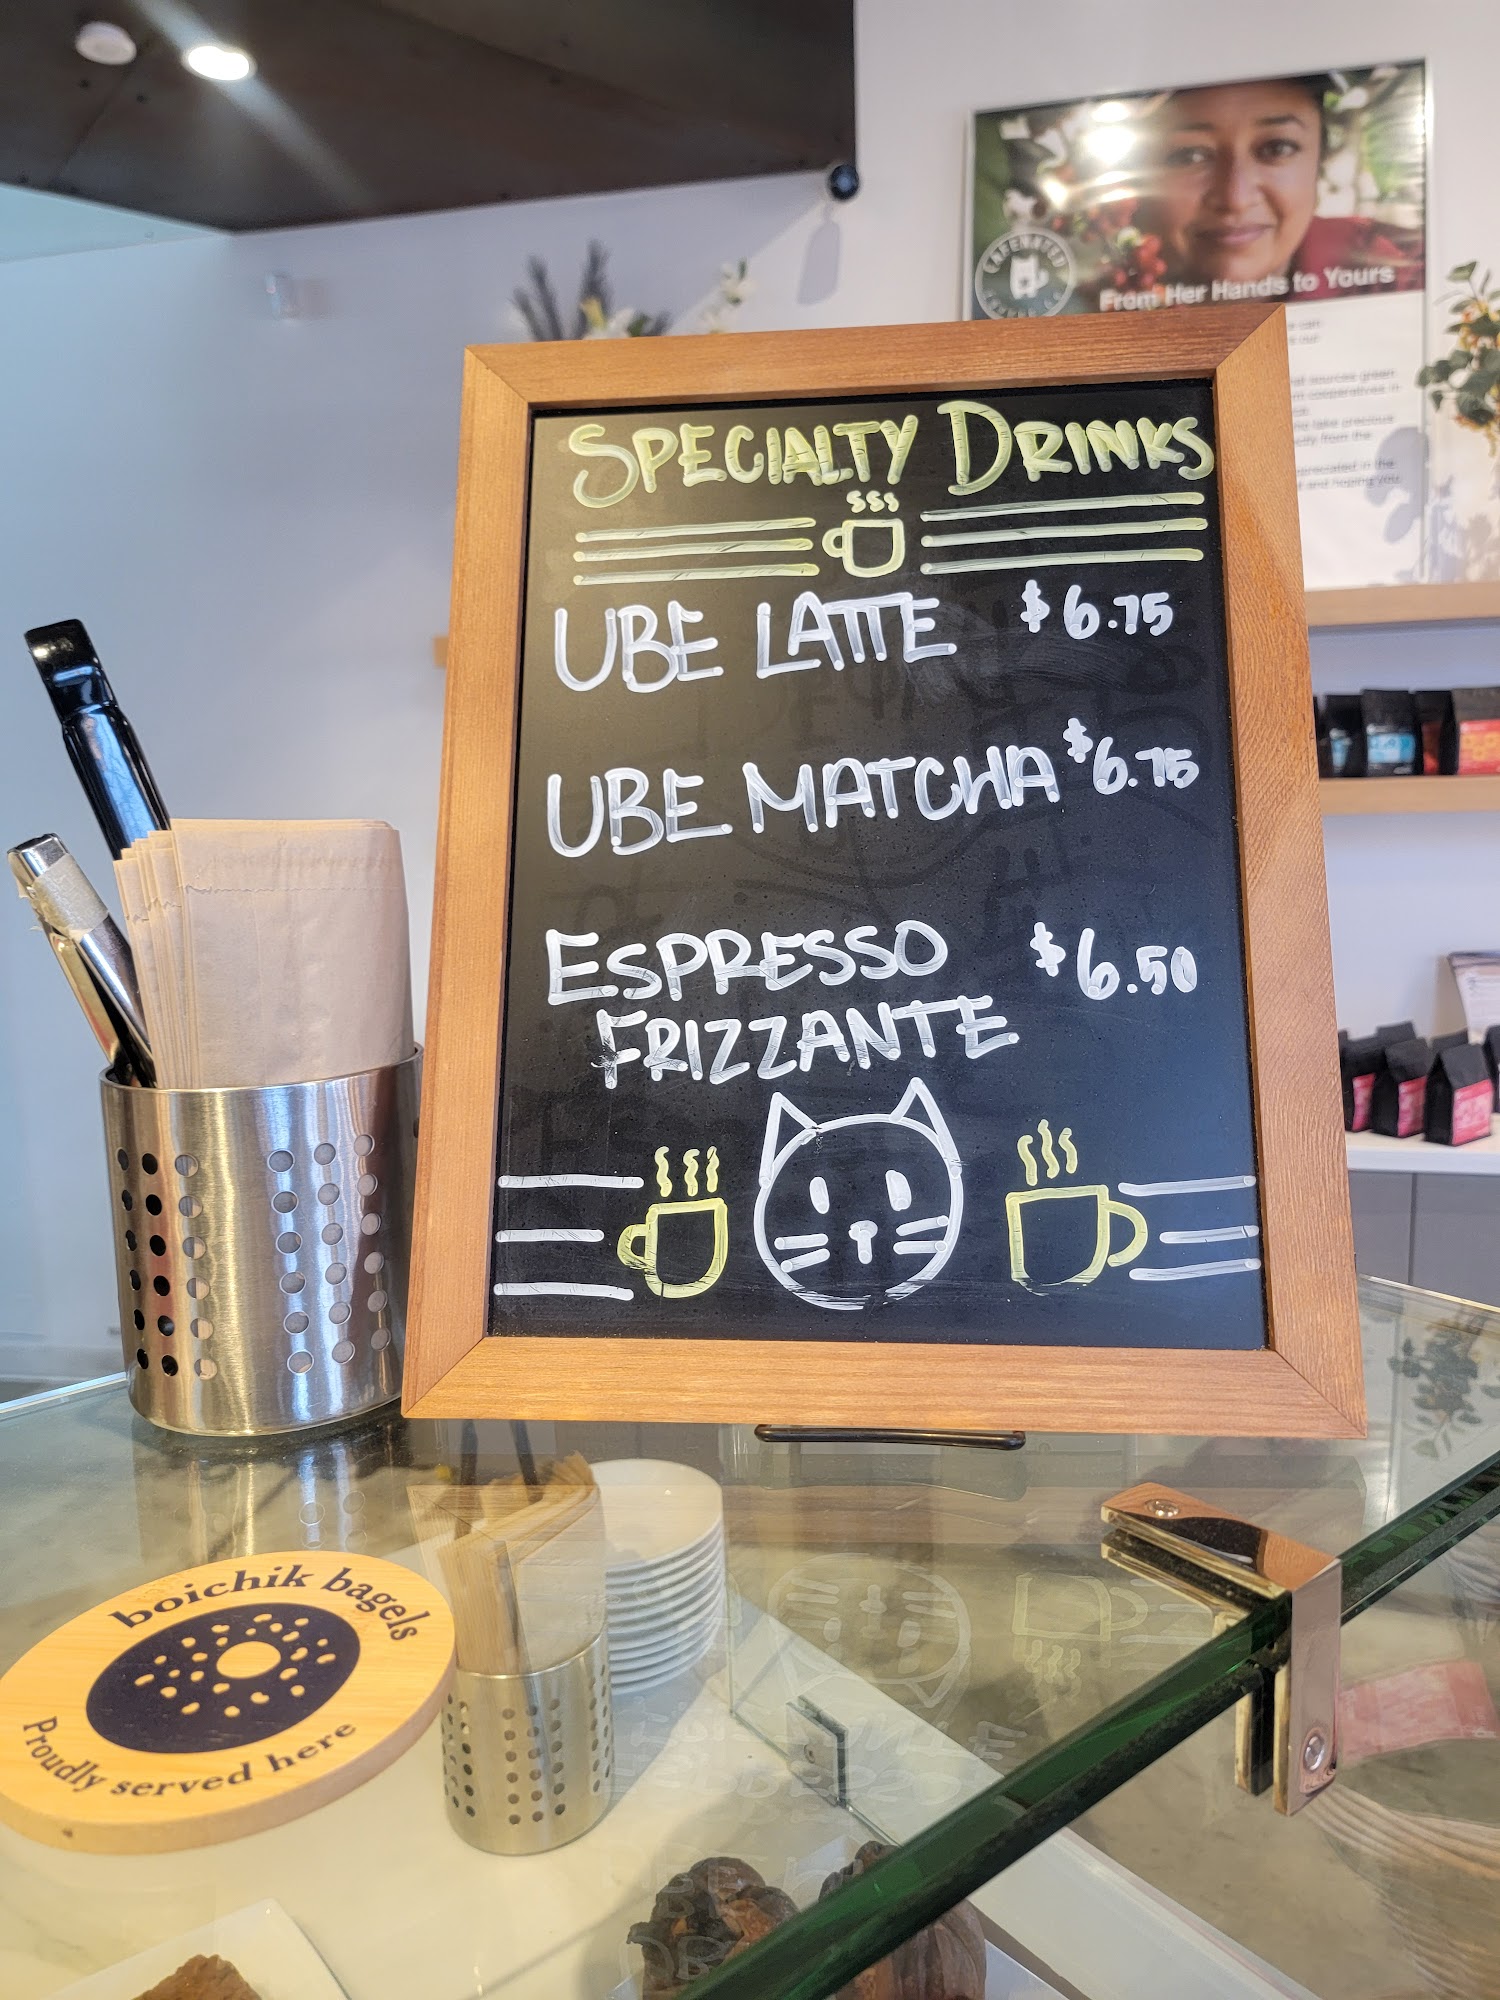 CAFENATED
From Her Hands to Yours
SPECIALTY DRINKS
UBE LATTE $6.75
UBE MATCHA $6.75
ESPRESSO $6.50
FRIZZANTE
boichik bagels
Proudly served here